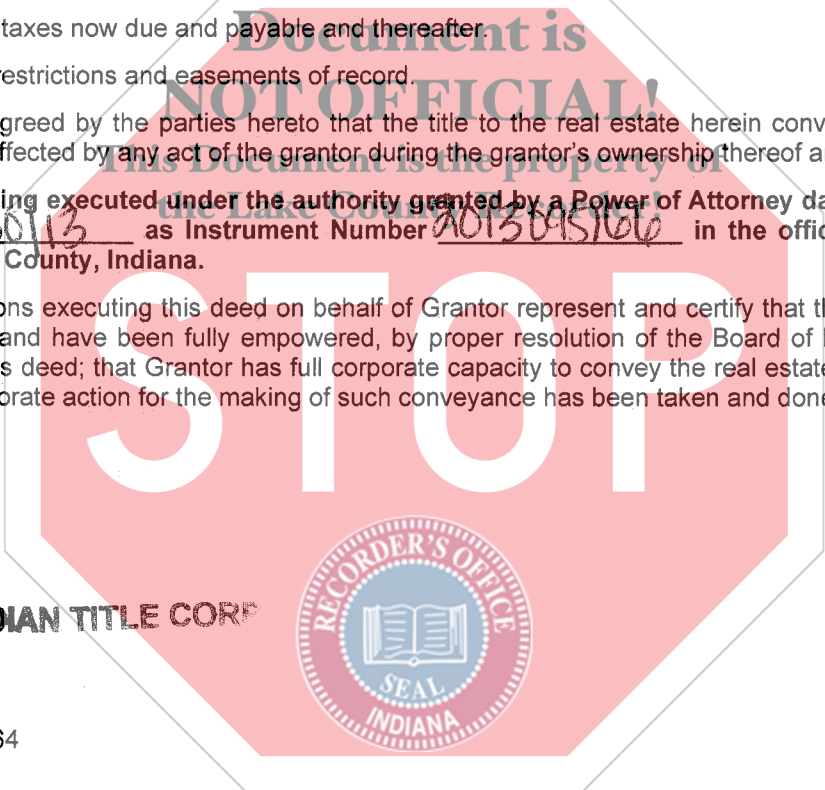 taxes now due and payable and thereafter.
Document is
restrictions and easements of record.
NOT OFFICIAL!
greed by the parties hereto that the title to the real estate herein conv
ffected by any act of the grantor during the grantor's ownership thereof a
This Document is the property of
ing executed under the authority granted by a Power of Attorney da
the Lake County Recorder!
as Instrument Number in the offic
County, Indiana.
ons executing this deed on behalf of Grantor represent and certify that th
and have been fully empowered, by proper resolution of the Board of
s deed; that Grantor has full corporate capacity to convey the real estate
orate action for the making of such conveyance has been taken and done
STOP
RECORDER'S OFFICE
SEAL
INDIANA
DIAN TITLE CORP
64